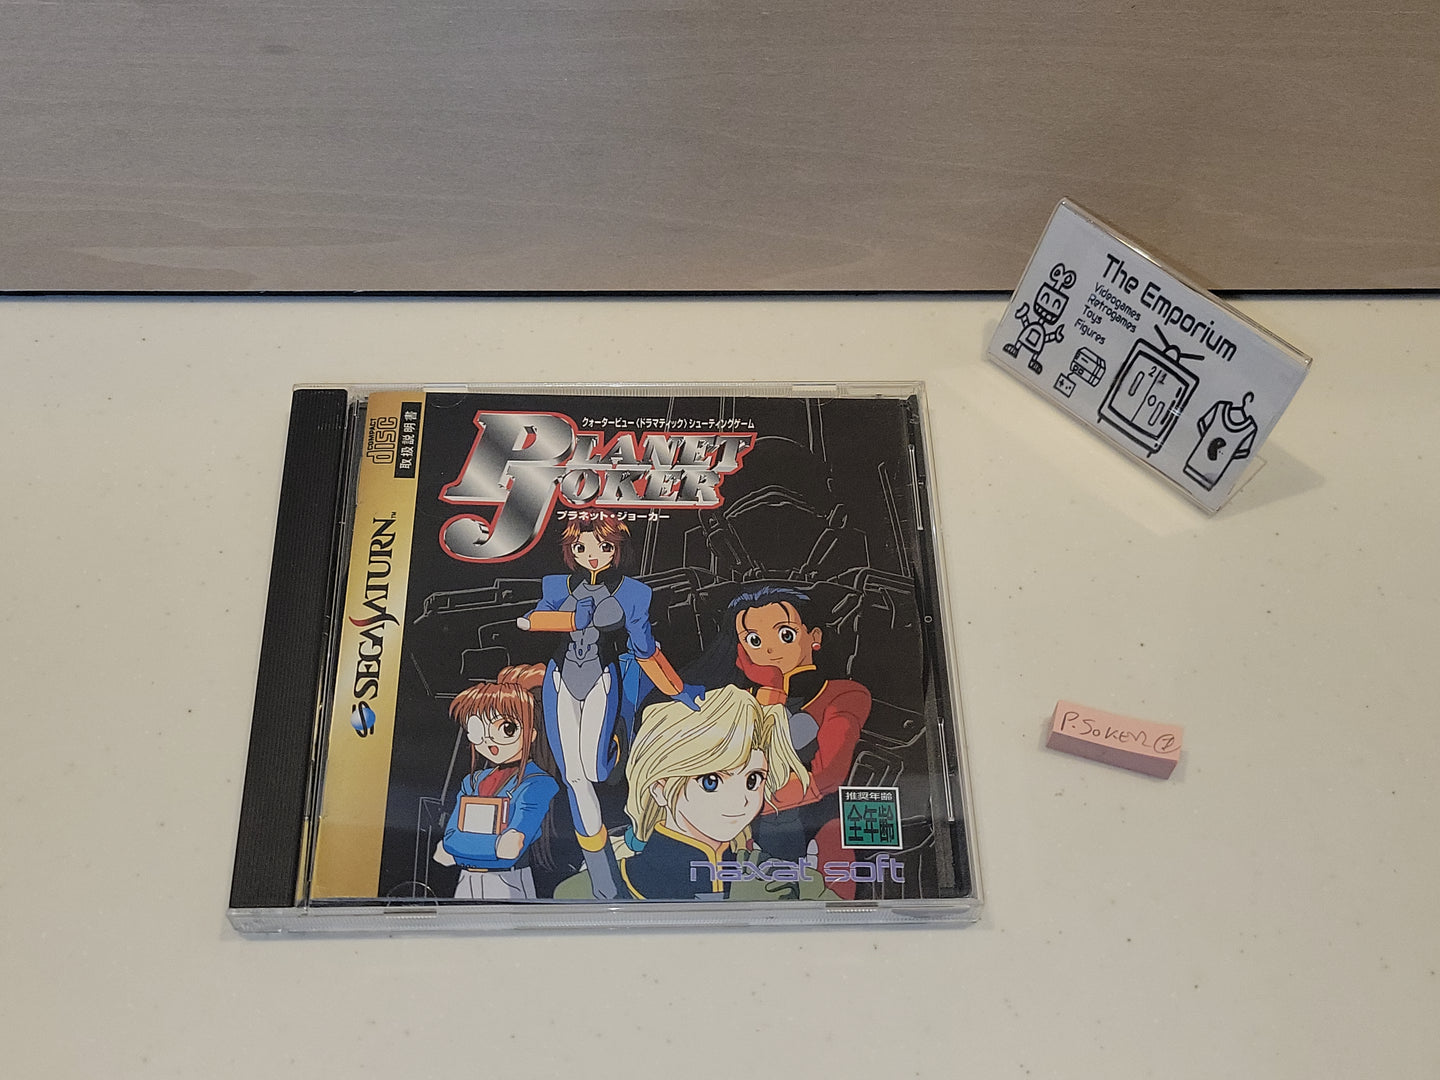 COMPACT
disc
取扱説明書
SEGA SATURN™
クォータービュー〈ドラマティック〉シューティングゲーム
PLANET
JOKER
プラネット・ジョーカー
推奨年齢
全年齢
naxat soft
The Emporium
Videogames
Retrogames
Toys
Figures
21
P. JOKER 1